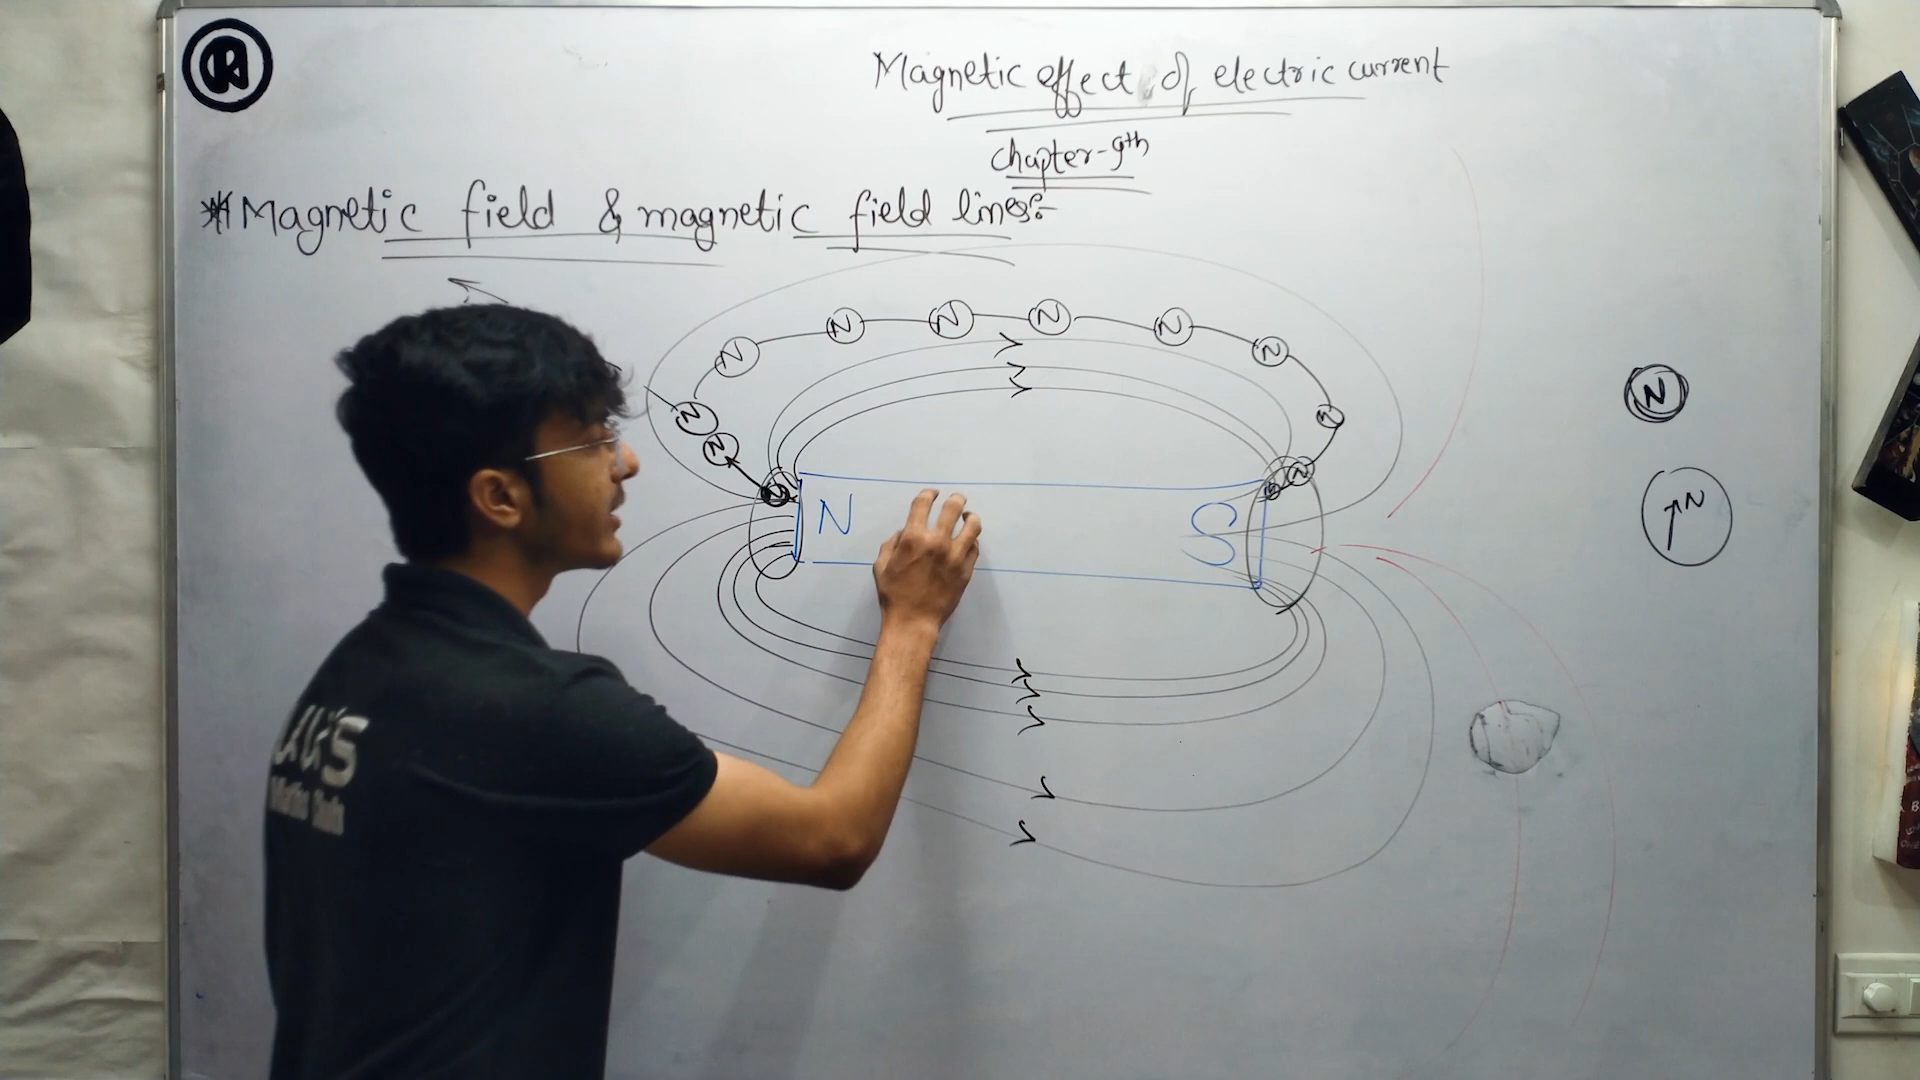 R
Magnetic effect of electric current
Chapter-9th
* Magnetic field & magnetic field lines:-
N N N N N N
N N
N N
N
N S
N
N